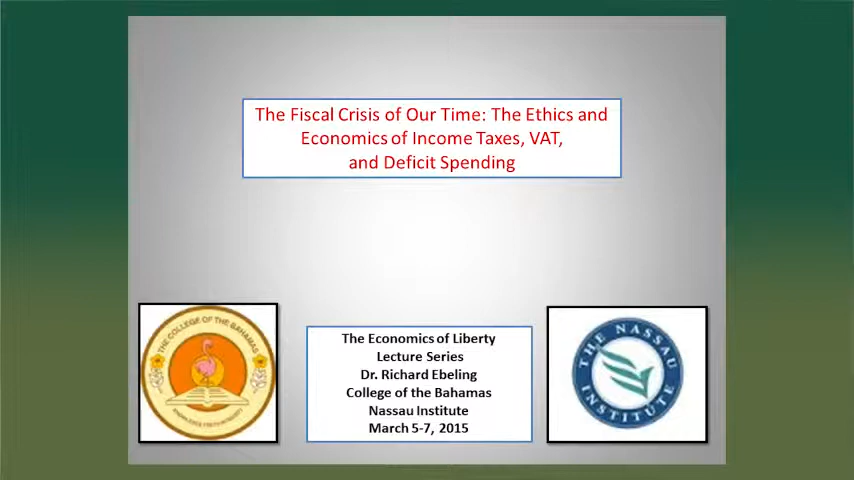 The Fiscal Crisis of Our Time: The Ethics and
Economics of Income Taxes, VAT,
and Deficit Spending
THE COLLEGE OF THE BAHAMAS
The Economics of Liberty
Lecture Series
Dr. Richard Ebeling
College of the Bahamas
Nassau Institute
March 5-7, 2015
THE NASSAU
INSTITUTE